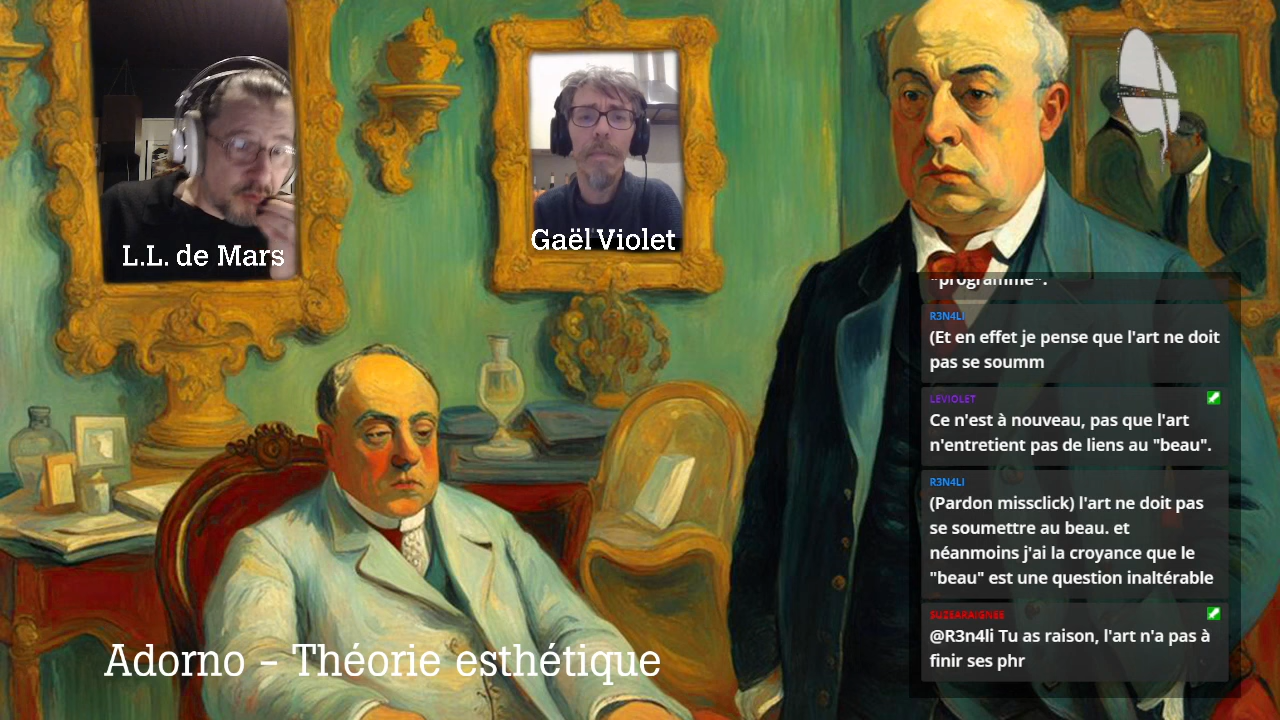 L.L. de Mars
Gaël Violet
Adorno – Théorie esthétique
"programme".
R3N4LI
(Et en effet je pense que l'art ne doit
pas se soumm
LEVIOLET
Ce n'est à nouveau, pas que l'art
n'entretient pas de liens au "beau".
R3N4LI
(Pardon missclick) l'art ne doit pas
se soumettre au beau. et
néanmoins j'ai la croyance que le
"beau" est une question inaltérable
SUZEARAIGNEE
@R3n4li Tu as raison, l'art n'a pas à
finir ses phr